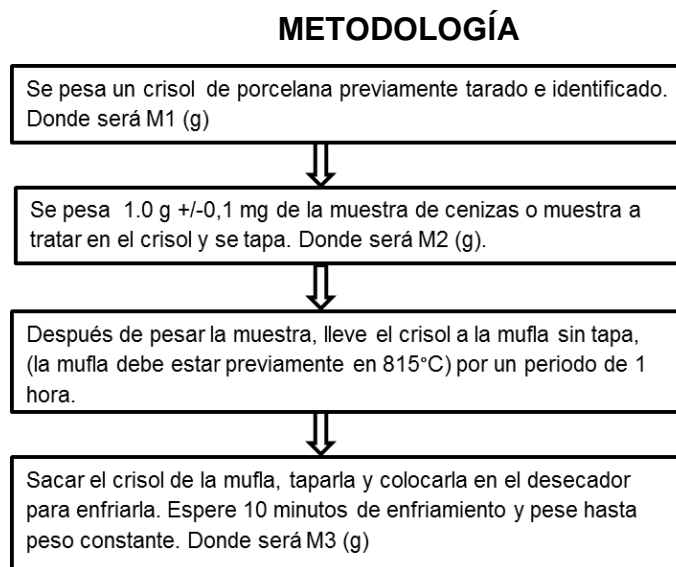 METODOLOGÍA
Se pesa un crisol de porcelana previamente tarado e identificado.
Donde será M1 (g)
Se pesa 1.0 g +/-0,1 mg de la muestra de cenizas o muestra a
tratar en el crisol y se tapa. Donde será M2 (g).
Después de pesar la muestra, lleve el crisol a la mufla sin tapa,
(la mufla debe estar previamente en 815°C) por un periodo de 1
hora.
Sacar el crisol de la mufla, taparla y colocarla en el desecador
para enfriarla. Espere 10 minutos de enfriamiento y pese hasta
peso constante. Donde será M3 (g)